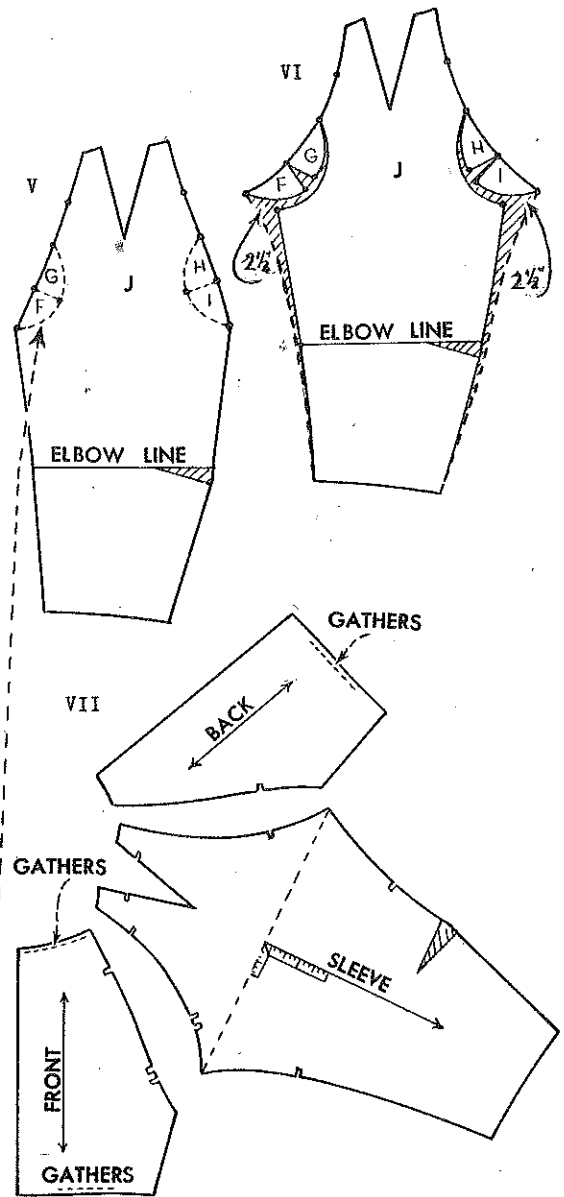 VI
G
H
F
I
J
2½"
2½"
ELBOW LINE
V
G
H
F
I
J
ELBOW LINE
GATHERS
VII
BACK
GATHERS
SLEEVE
FRONT
GATHERS